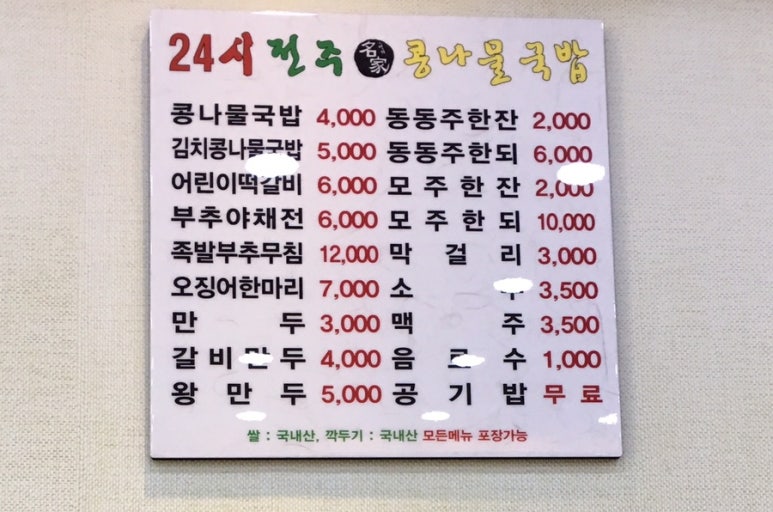 24시 전주 名家 콩나물국밥
콩나물국밥 4,000 동동주한잔 2,000
김치콩나물국밥 5,000 동동주한되 6,000
어린이떡갈비 6,000 모주한잔 2,000
부추야채전 6,000 모주한되 10,000
족발부추무침 12,000 막걸리 3,000
오징어한마리 7,000 소주 3,500
만두 3,000 맥주 3,500
갈비만두 4,000 음료수 1,000
왕만두 5,000 공기밥 무료
쌀 : 국내산, 깍두기 : 국내산 모든메뉴 포장가능